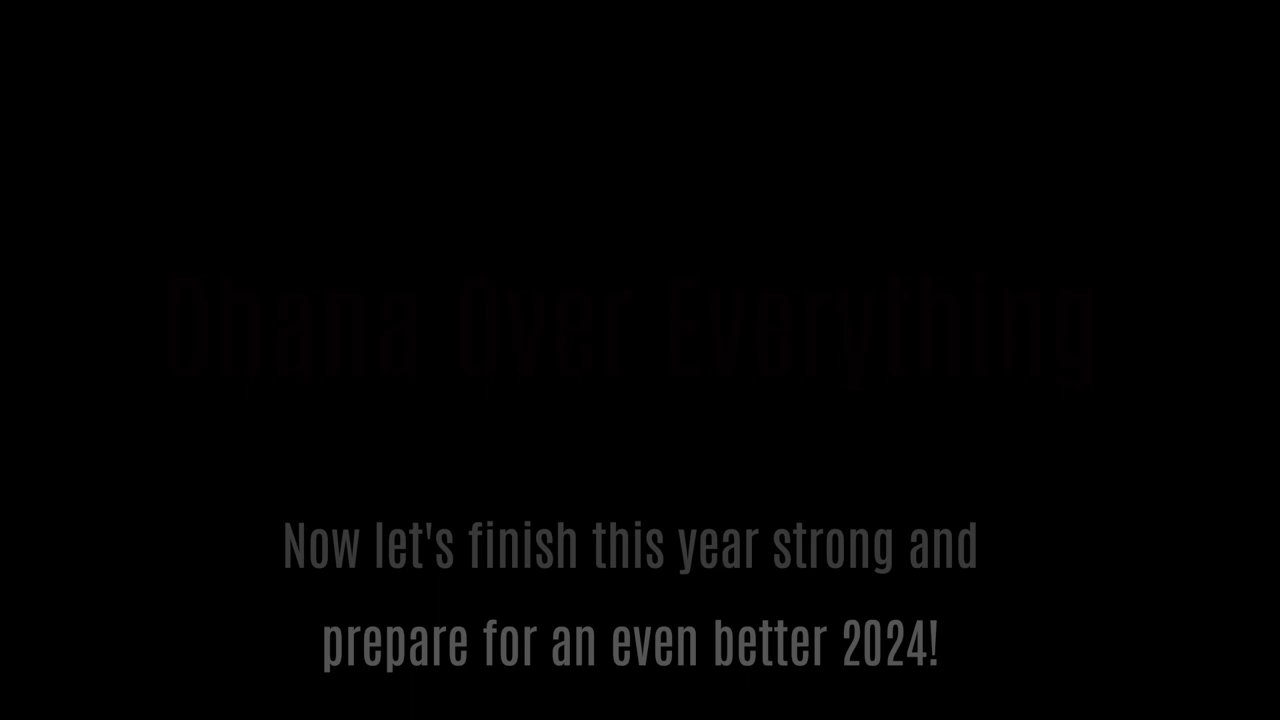 Ohana Over Everything
Now let's finish this year strong and
prepare for an even better 2024!